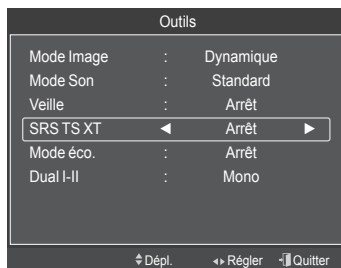 Outils
Mode Image : Dynamique
Mode Son : Standard
Veille : Arrêt
SRS TS XT ◄ Arrêt ►
Mode éco. : Arrêt
Dual I-II : Mono
Dépl. Régler Quitter